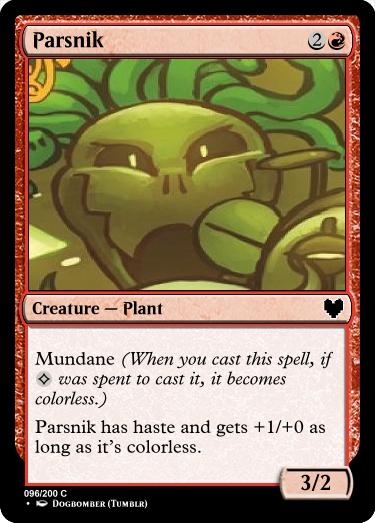 Parsnik 2
Creature — Plant
Mundane (When you cast this spell, if
was spent to cast it, it becomes
colorless.)
Parsnik has haste and gets +1/+0 as
long as it's colorless.
3/2
096/200 C
• Dogbomber (Tumblr)